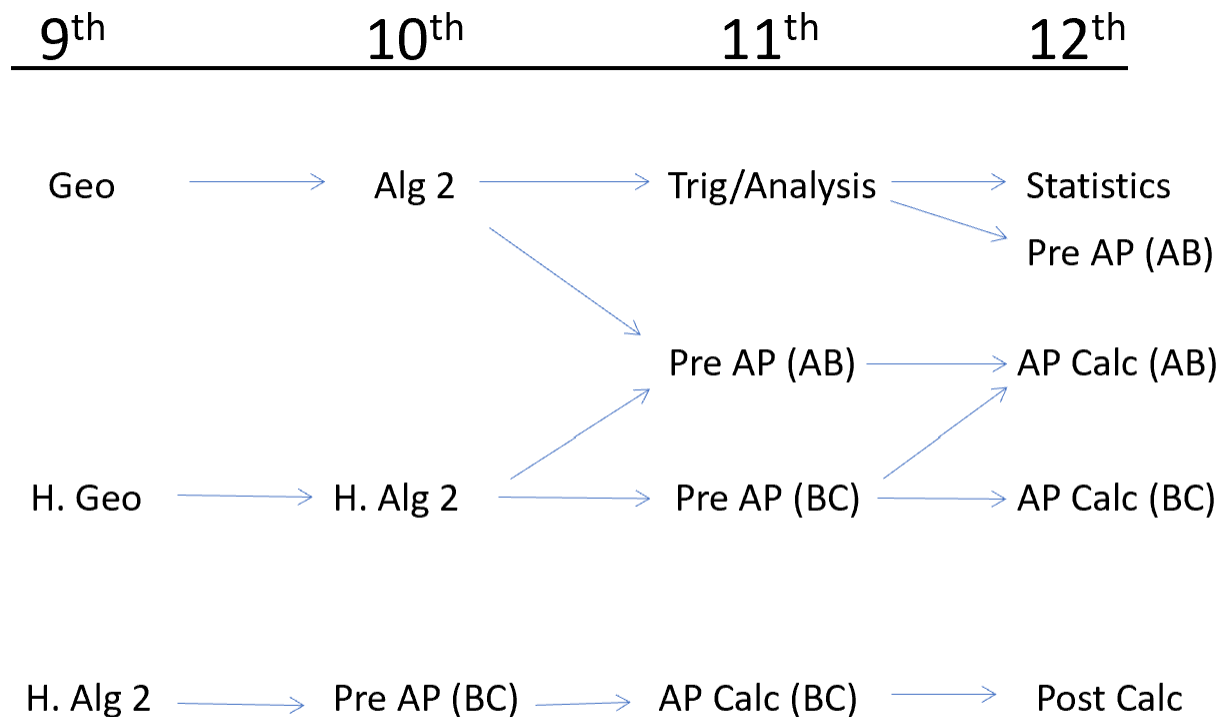 9th 10th 11th 12th
Geo Alg 2 Trig/Analysis Statistics
Pre AP (AB)
Pre AP (AB) AP Calc (AB)
H. Geo H. Alg 2 Pre AP (BC) AP Calc (BC)
H. Alg 2 Pre AP (BC) AP Calc (BC) Post Calc